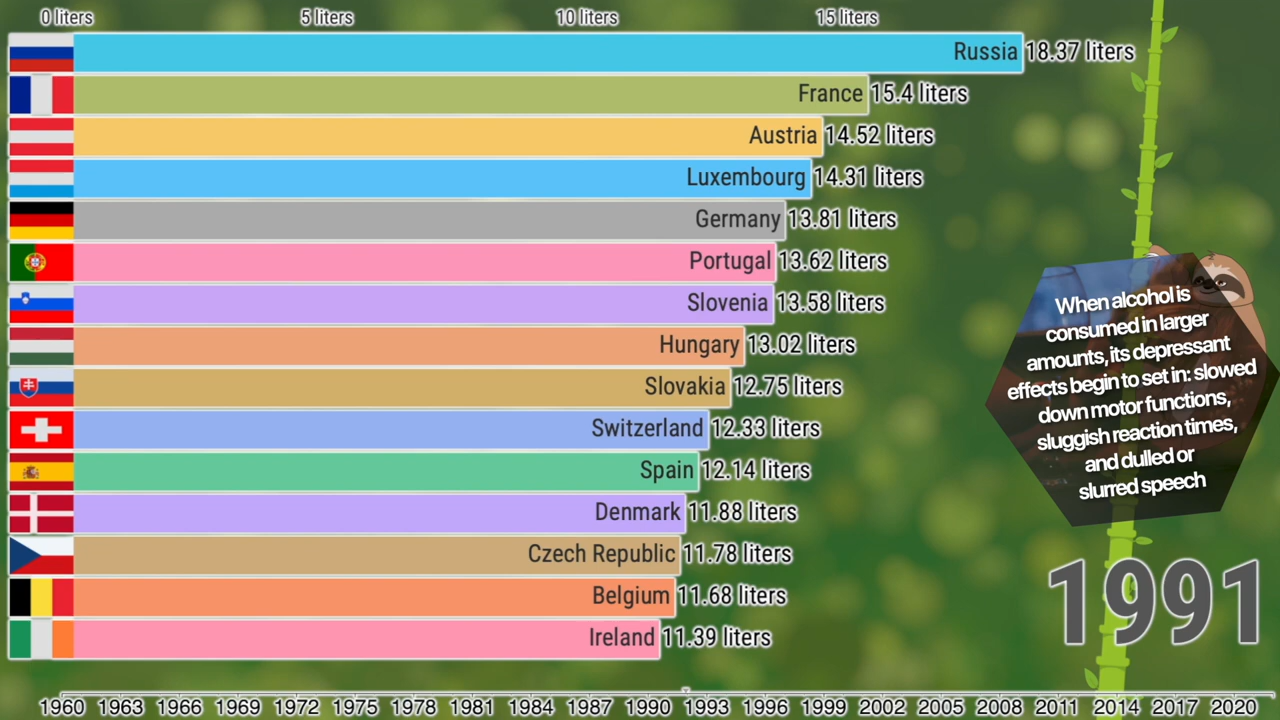 0 liters 5 liters 10 liters 15 liters
Russia 18.37 liters
France 15.4 liters
Austria 14.52 liters
Luxembourg 14.31 liters
Germany 13.81 liters
Portugal 13.62 liters
Slovenia 13.58 liters
Hungary 13.02 liters
Slovakia 12.75 liters
Switzerland 12.33 liters
Spain 12.14 liters
Denmark 11.88 liters
Czech Republic 11.78 liters
Belgium 11.68 liters
Ireland 11.39 liters
When alcohol is
consumed in larger
amounts, its depressant
effects begin to set in: slowed
down motor functions,
sluggish reaction times,
and dulled or
slurred speech
1991
1960 1963 1966 1969 1972 1975 1978 1981 1984 1987 1990 1993 1996 1999 2002 2005 2008 2011 2014 2017 2020